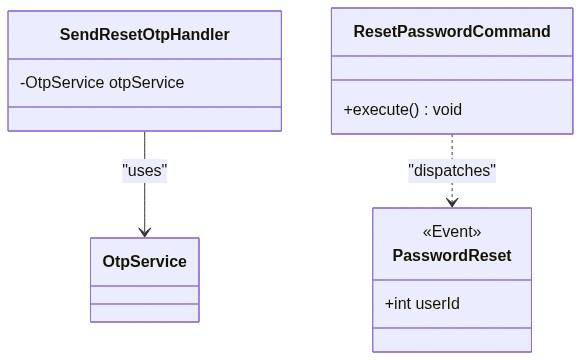 SendResetOtpHandler
-OtpService otpService
"uses"
OtpService
ResetPasswordCommand
+execute() : void
"dispatches"
«Event»
PasswordReset
+int userId